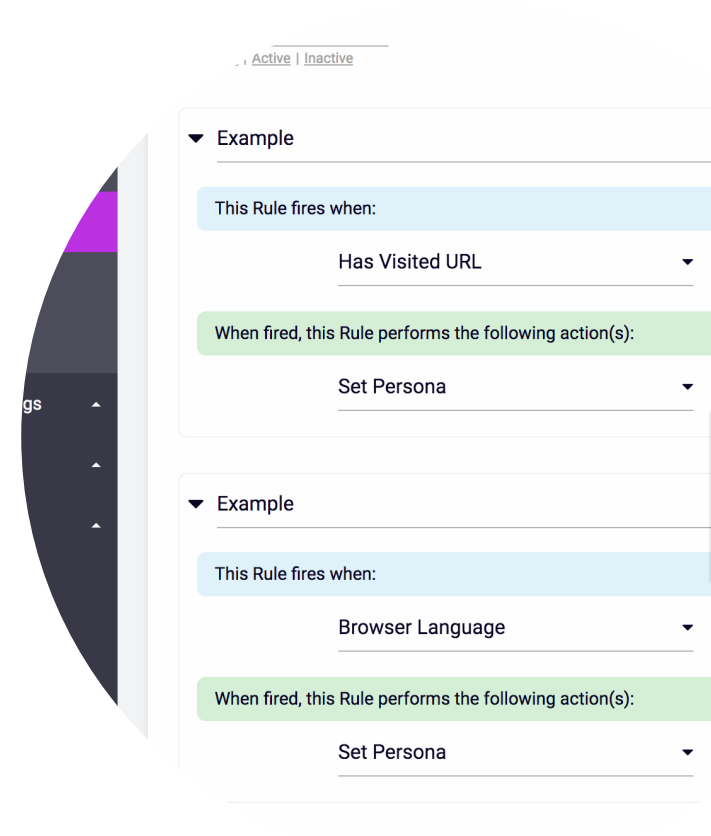 | Active | Inactive
Example
This Rule fires when:
Has Visited URL
When fired, this Rule performs the following action(s):
Set Persona
gs
Example
This Rule fires when:
Browser Language
When fired, this Rule performs the following action(s):
Set Persona